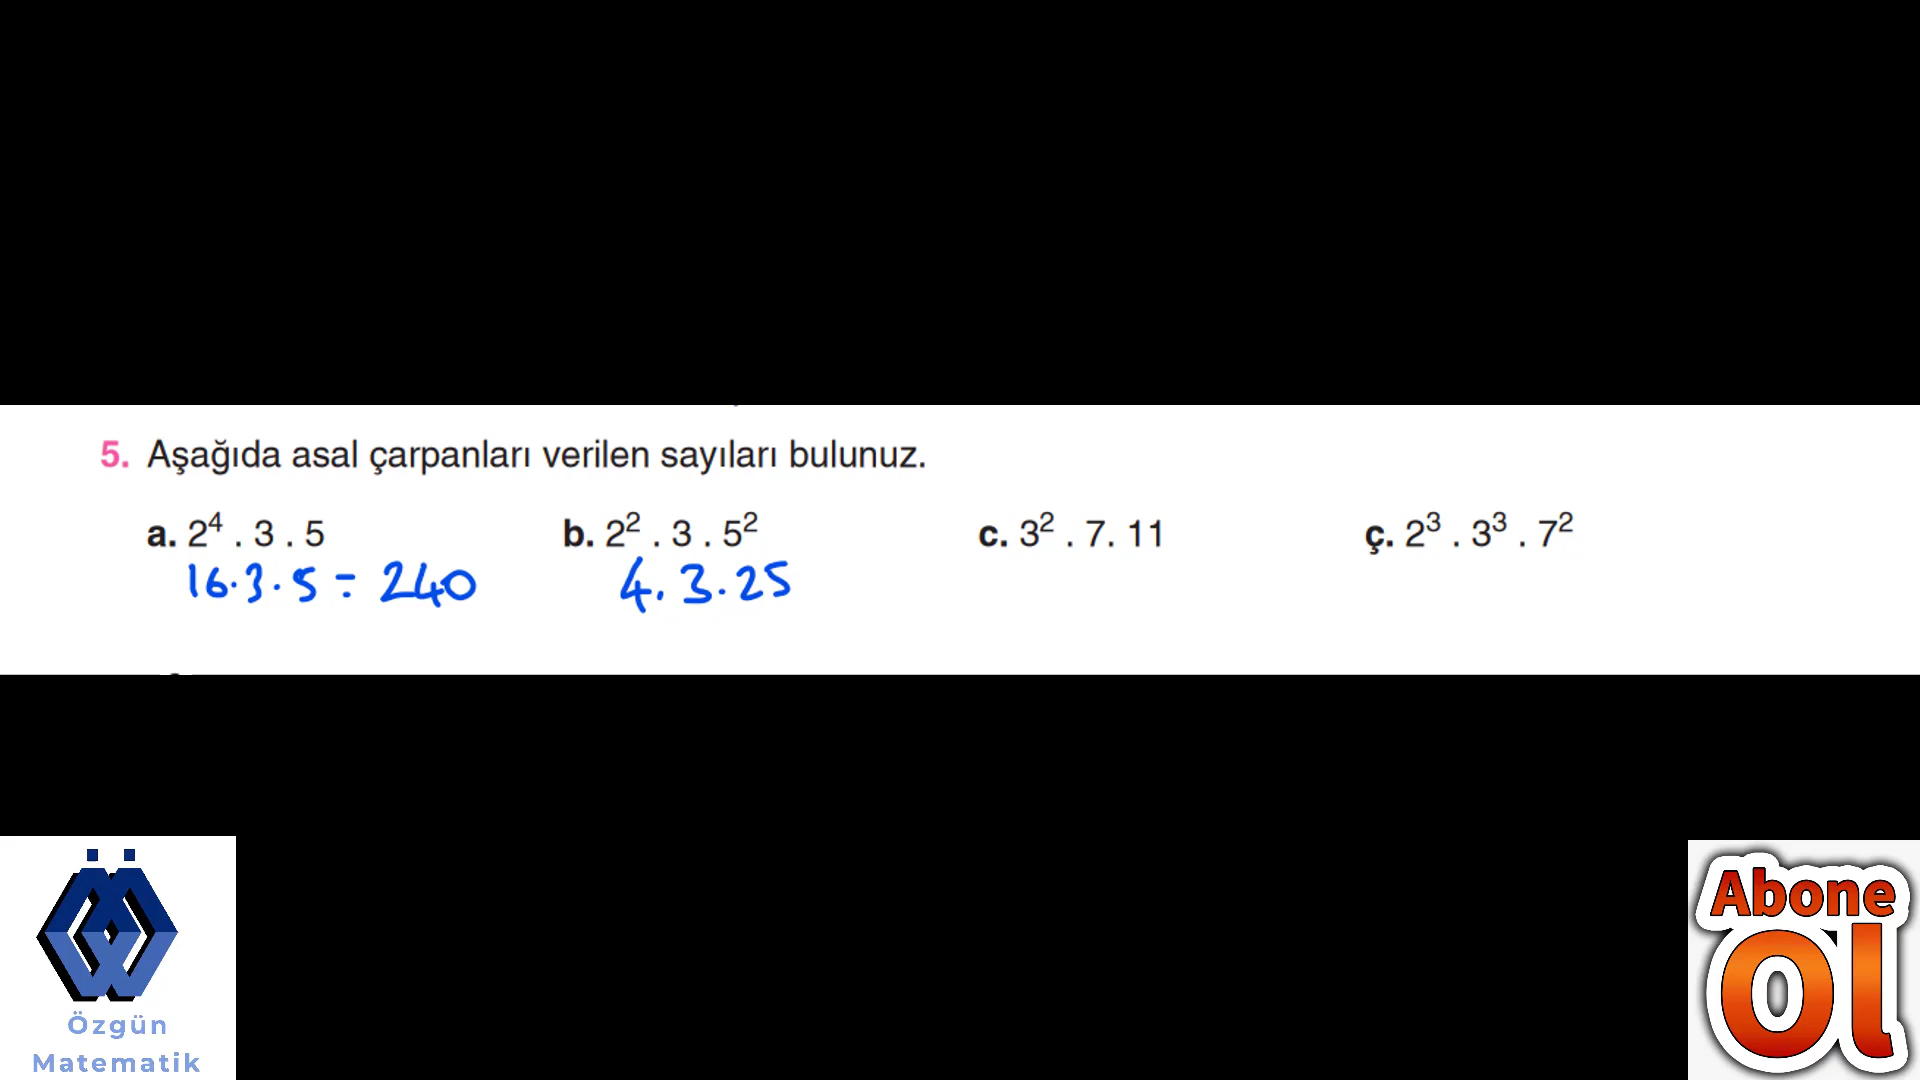 5. Aşağıda asal çarpanları verilen sayıları bulunuz.
a. 2⁴ . 3 . 5 b. 2² . 3 . 5² c. 3² . 7. 11 ç. 2³ . 3³ . 7²
16.3.5 = 240 4.3.25
Özgün
Matematik
Abone
Ol